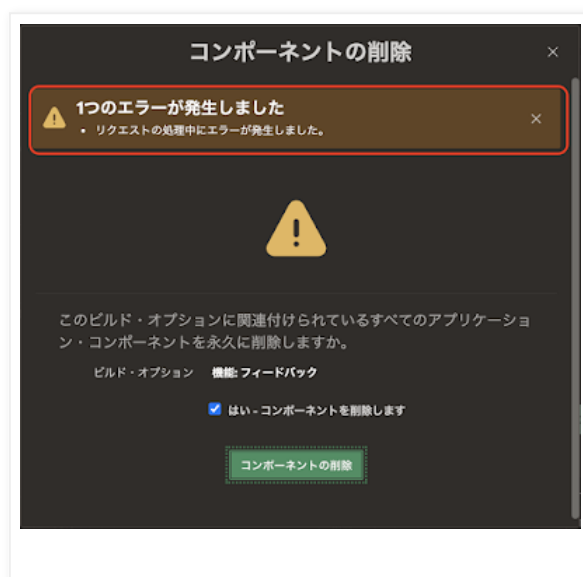 コンポーネントの削除
1つのエラーが発生しました
• リクエストの処理中にエラーが発生しました。
このビルド・オプションに関連付けられているすべてのアプリケーショ
ン・コンポーネントを永久に削除しますか。
ビルド・オプション 機能: フィードバック
はい - コンポーネントを削除します
コンポーネントの削除